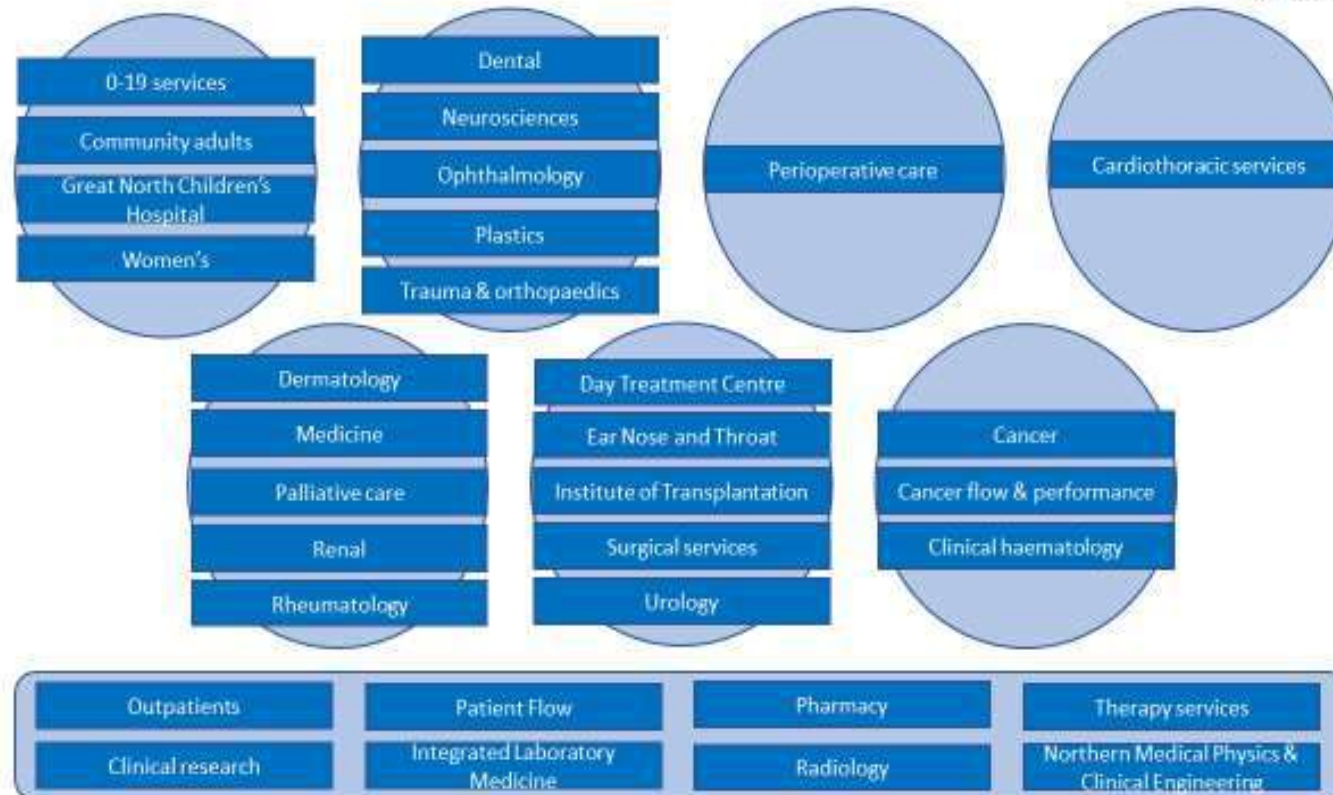 0-19 services
Community adults
Great North Children's
Hospital
Women's
Dental
Neurosciences
Ophthalmology
Plastics
Trauma & orthopaedics
Perioperative care
Cardiothoracic services
Dermatology
Medicine
Palliative care
Renal
Rheumatology
Day Treatment Centre
Ear Nose and Throat
Institute of Transplantation
Surgical services
Urology
Cancer
Cancer flow & performance
Clinical haematology
Outpatients
Patient Flow
Pharmacy
Therapy services
Clinical research
Integrated Laboratory
Medicine
Radiology
Northern Medical Physics &
Clinical Engineering